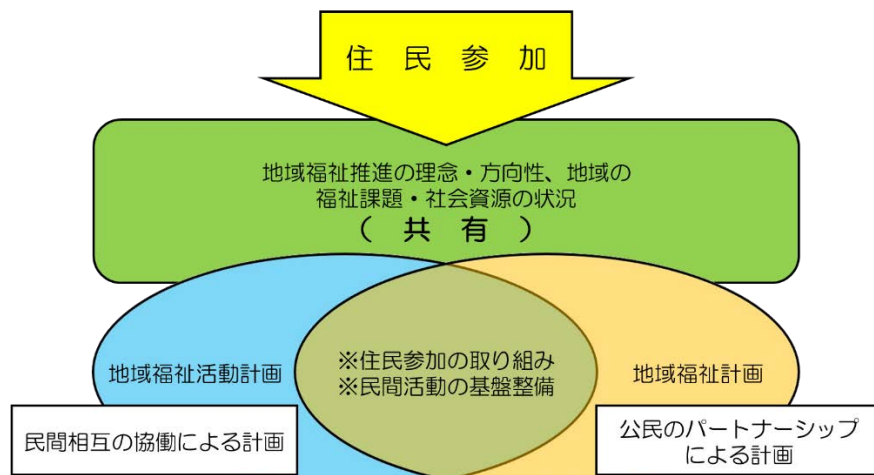 住民参加
地域福祉推進の理念・方向性、地域の
福祉課題・社会資源の状況
（共有）
地域福祉活動計画
※住民参加の取り組み
※民間活動の基盤整備
地域福祉計画
民間相互の協働による計画
公民のパートナーシップ
による計画